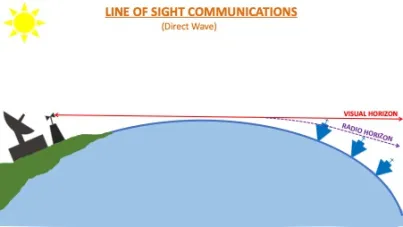 LINE OF SIGHT COMMUNICATIONS
(Direct Wave)
VISUAL HORIZON
RADIO HORIZON